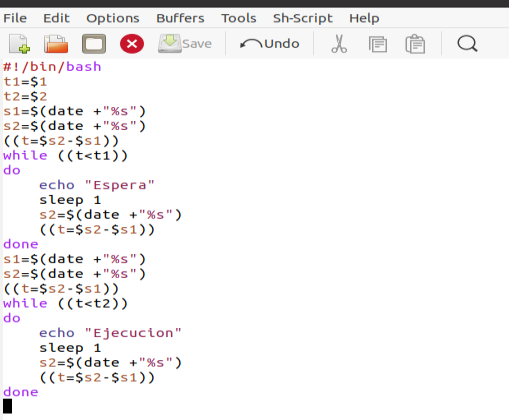 File Edit Options Buffers Tools Sh-Script Help
Save Undo
#!/bin/bash
t1=$1
t2=$2
s1=$(date +"%s")
s2=$(date +"%s")
((t=$s2-$s1))
while ((t<t1))
do
    echo "Espera"
    sleep 1
    s2=$(date +"%s")
    ((t=$s2-$s1))
done
s1=$(date +"%s")
s2=$(date +"%s")
((t=$s2-$s1))
while ((t<t2))
do
    echo "Ejecucion"
    sleep 1
    s2=$(date +"%s")
    ((t=$s2-$s1))
done